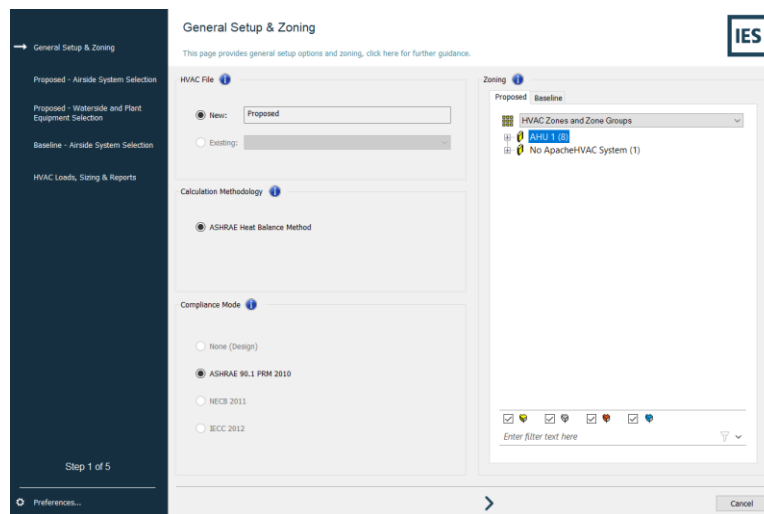 General Setup & Zoning
IES
This page provides general setup options and zoning, click here for further guidance.
General Setup & Zoning
Proposed - Airside System Selection
Proposed - Waterside and Plant
Equipment Selection
Baseline - Airside System Selection
HVAC Loads, Sizing & Reports
Step 1 of 5
Preferences...
HVAC File
New:
Proposed
Existing:
Calculation Methodology
ASHRAE Heat Balance Method
Compliance Mode
None (Design)
ASHRAE 90.1 PRM 2010
NECB 2011
IECC 2012
Zoning
Proposed
Baseline
HVAC Zones and Zone Groups
AHU 1 (8)
No ApacheHVAC System (1)
Enter filter text here
Cancel